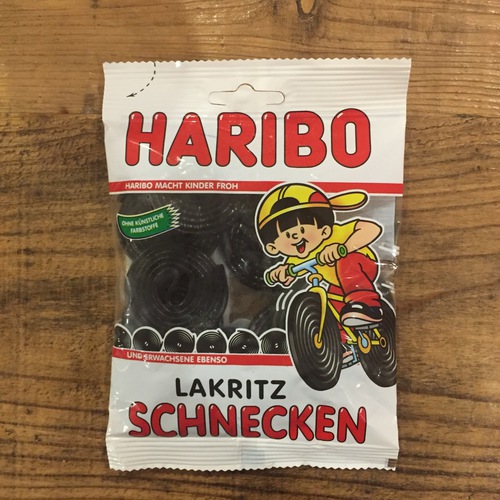 HARIBO
HARIBO MACHT KINDER FROH
OHNE KÜNSTLICHE
FARBSTOFFE
UND ERWACHSENE EBENSO
LAKRITZ
SCHNECKEN